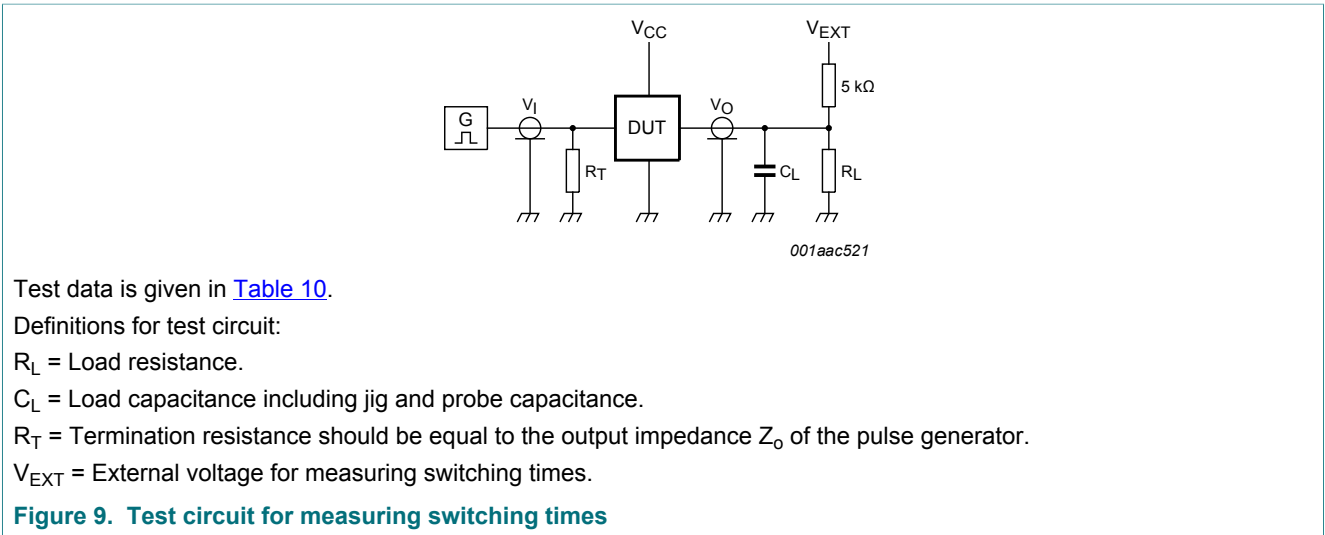 V_CC
V_EXT
5 kΩ
G
V_I
DUT
V_O
R_T
C_L
R_L
001aac521
Test data is given in Table 10.
Definitions for test circuit:
R_L = Load resistance.
C_L = Load capacitance including jig and probe capacitance.
R_T = Termination resistance should be equal to the output impedance Z_o of the pulse generator.
V_EXT = External voltage for measuring switching times.
Figure 9. Test circuit for measuring switching times